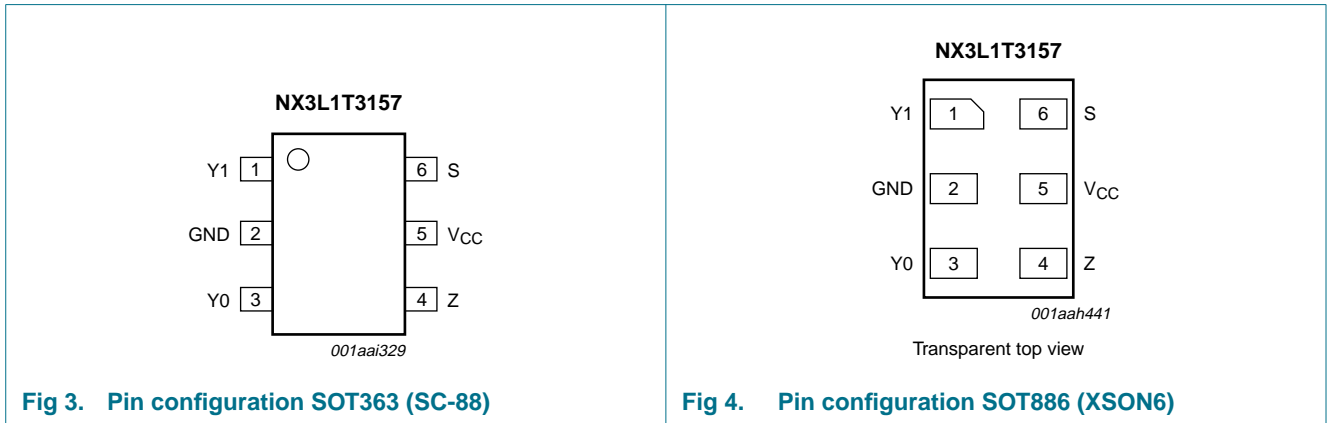 NX3L1T3157
Y1 1 6 S
GND 2 5 VCC
Y0 3 4 Z
001aai329
Fig 3. Pin configuration SOT363 (SC-88)
NX3L1T3157
Y1 1 6 S
GND 2 5 VCC
Y0 3 4 Z
001aah441
Transparent top view
Fig 4. Pin configuration SOT886 (XSON6)